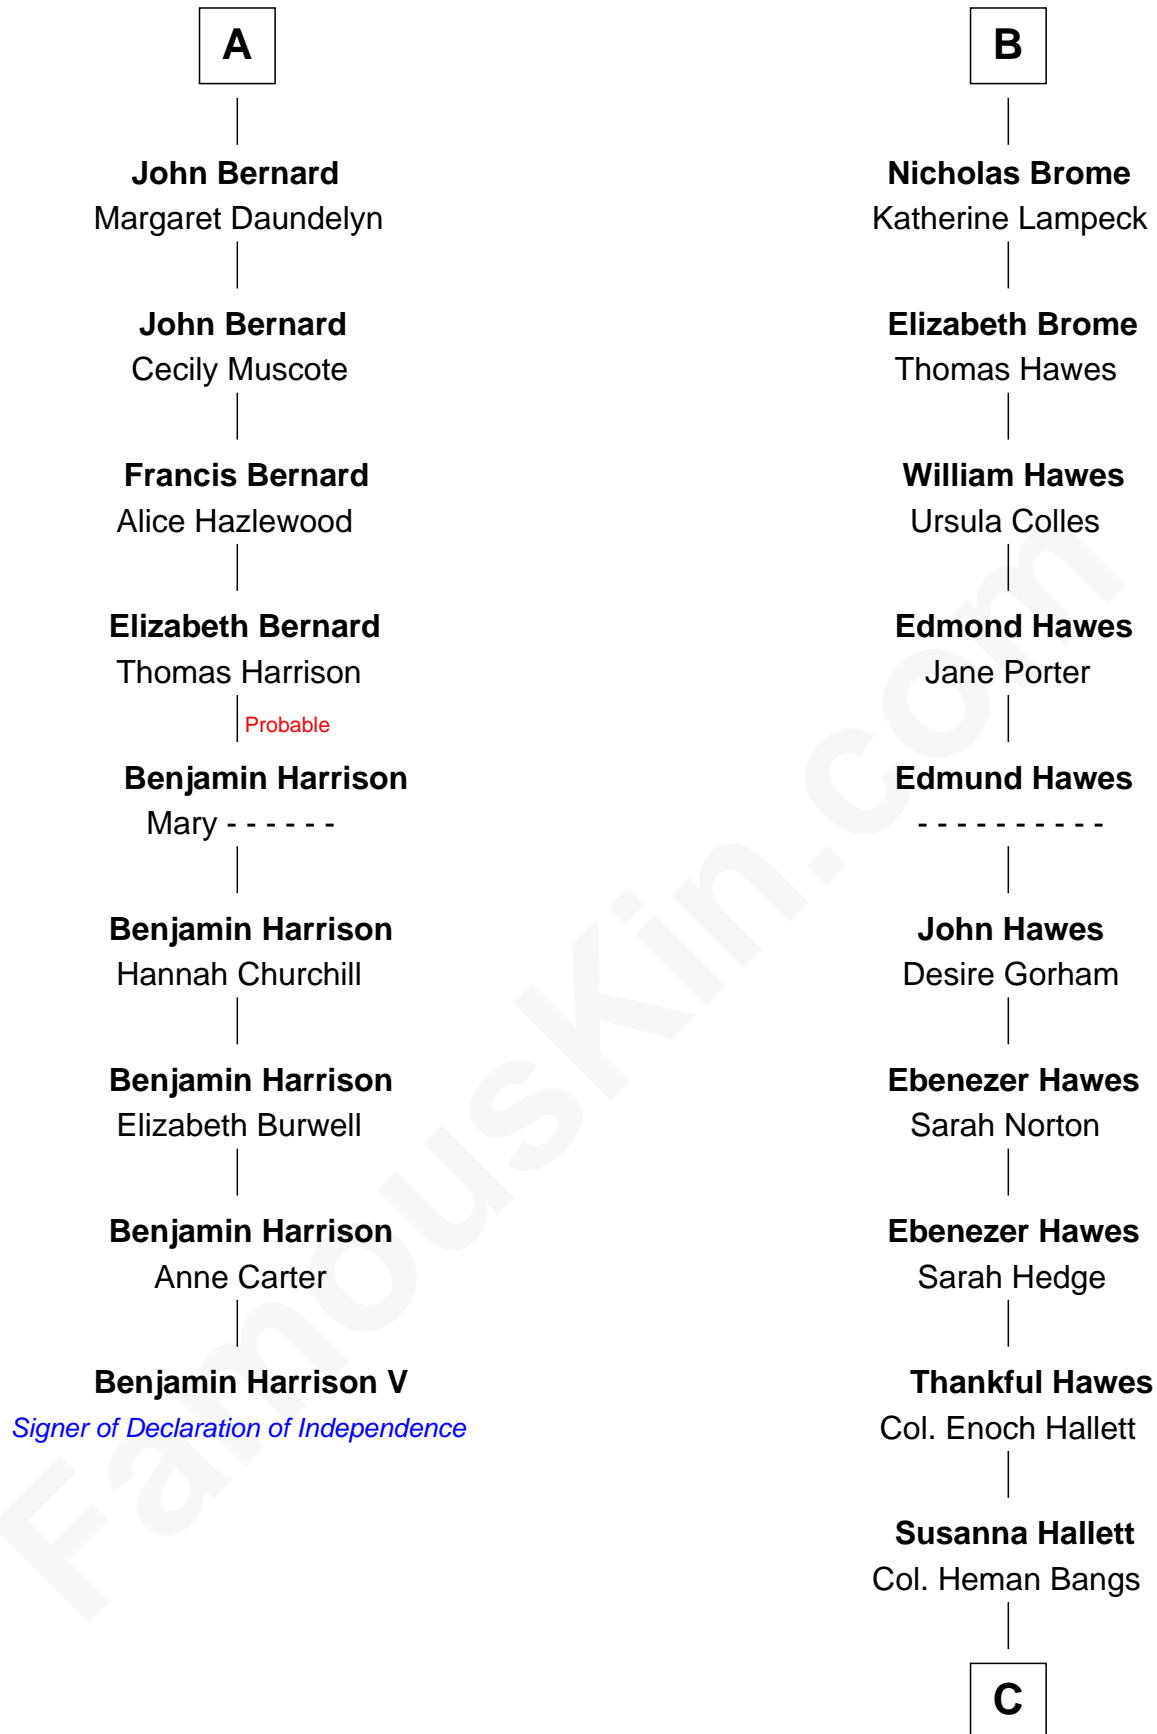 A
John Bernard
Margaret Daundelyn
John Bernard
Cecily Muscote
Francis Bernard
Alice Hazlewood
Elizabeth Bernard
Thomas Harrison
Probable
Benjamin Harrison
Mary - - - - - -
Benjamin Harrison
Hannah Churchill
Benjamin Harrison
Elizabeth Burwell
Benjamin Harrison
Anne Carter
Benjamin Harrison V
Signer of Declaration of Independence
B
Nicholas Brome
Katherine Lampeck
Elizabeth Brome
Thomas Hawes
William Hawes
Ursula Colles
Edmond Hawes
Jane Porter
Edmund Hawes
- - - - - - - - - -
John Hawes
Desire Gorham
Ebenezer Hawes
Sarah Norton
Ebenezer Hawes
Sarah Hedge
Thankful Hawes
Col. Enoch Hallett
Susanna Hallett
Col. Heman Bangs
C
FamousKin.com